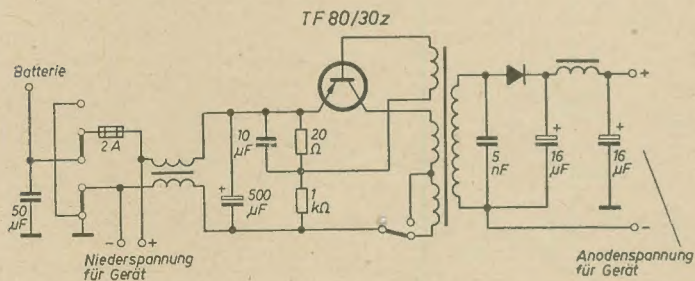 TF 80/30z
Batterie
2 A
50
µF
10
µF
20
Ω
+
500
µF
1
kΩ
5
nF
+
16
µF
+
16
µF
+
-
- +
Niederspannung
für Gerät
Anodenspannung
für Gerät